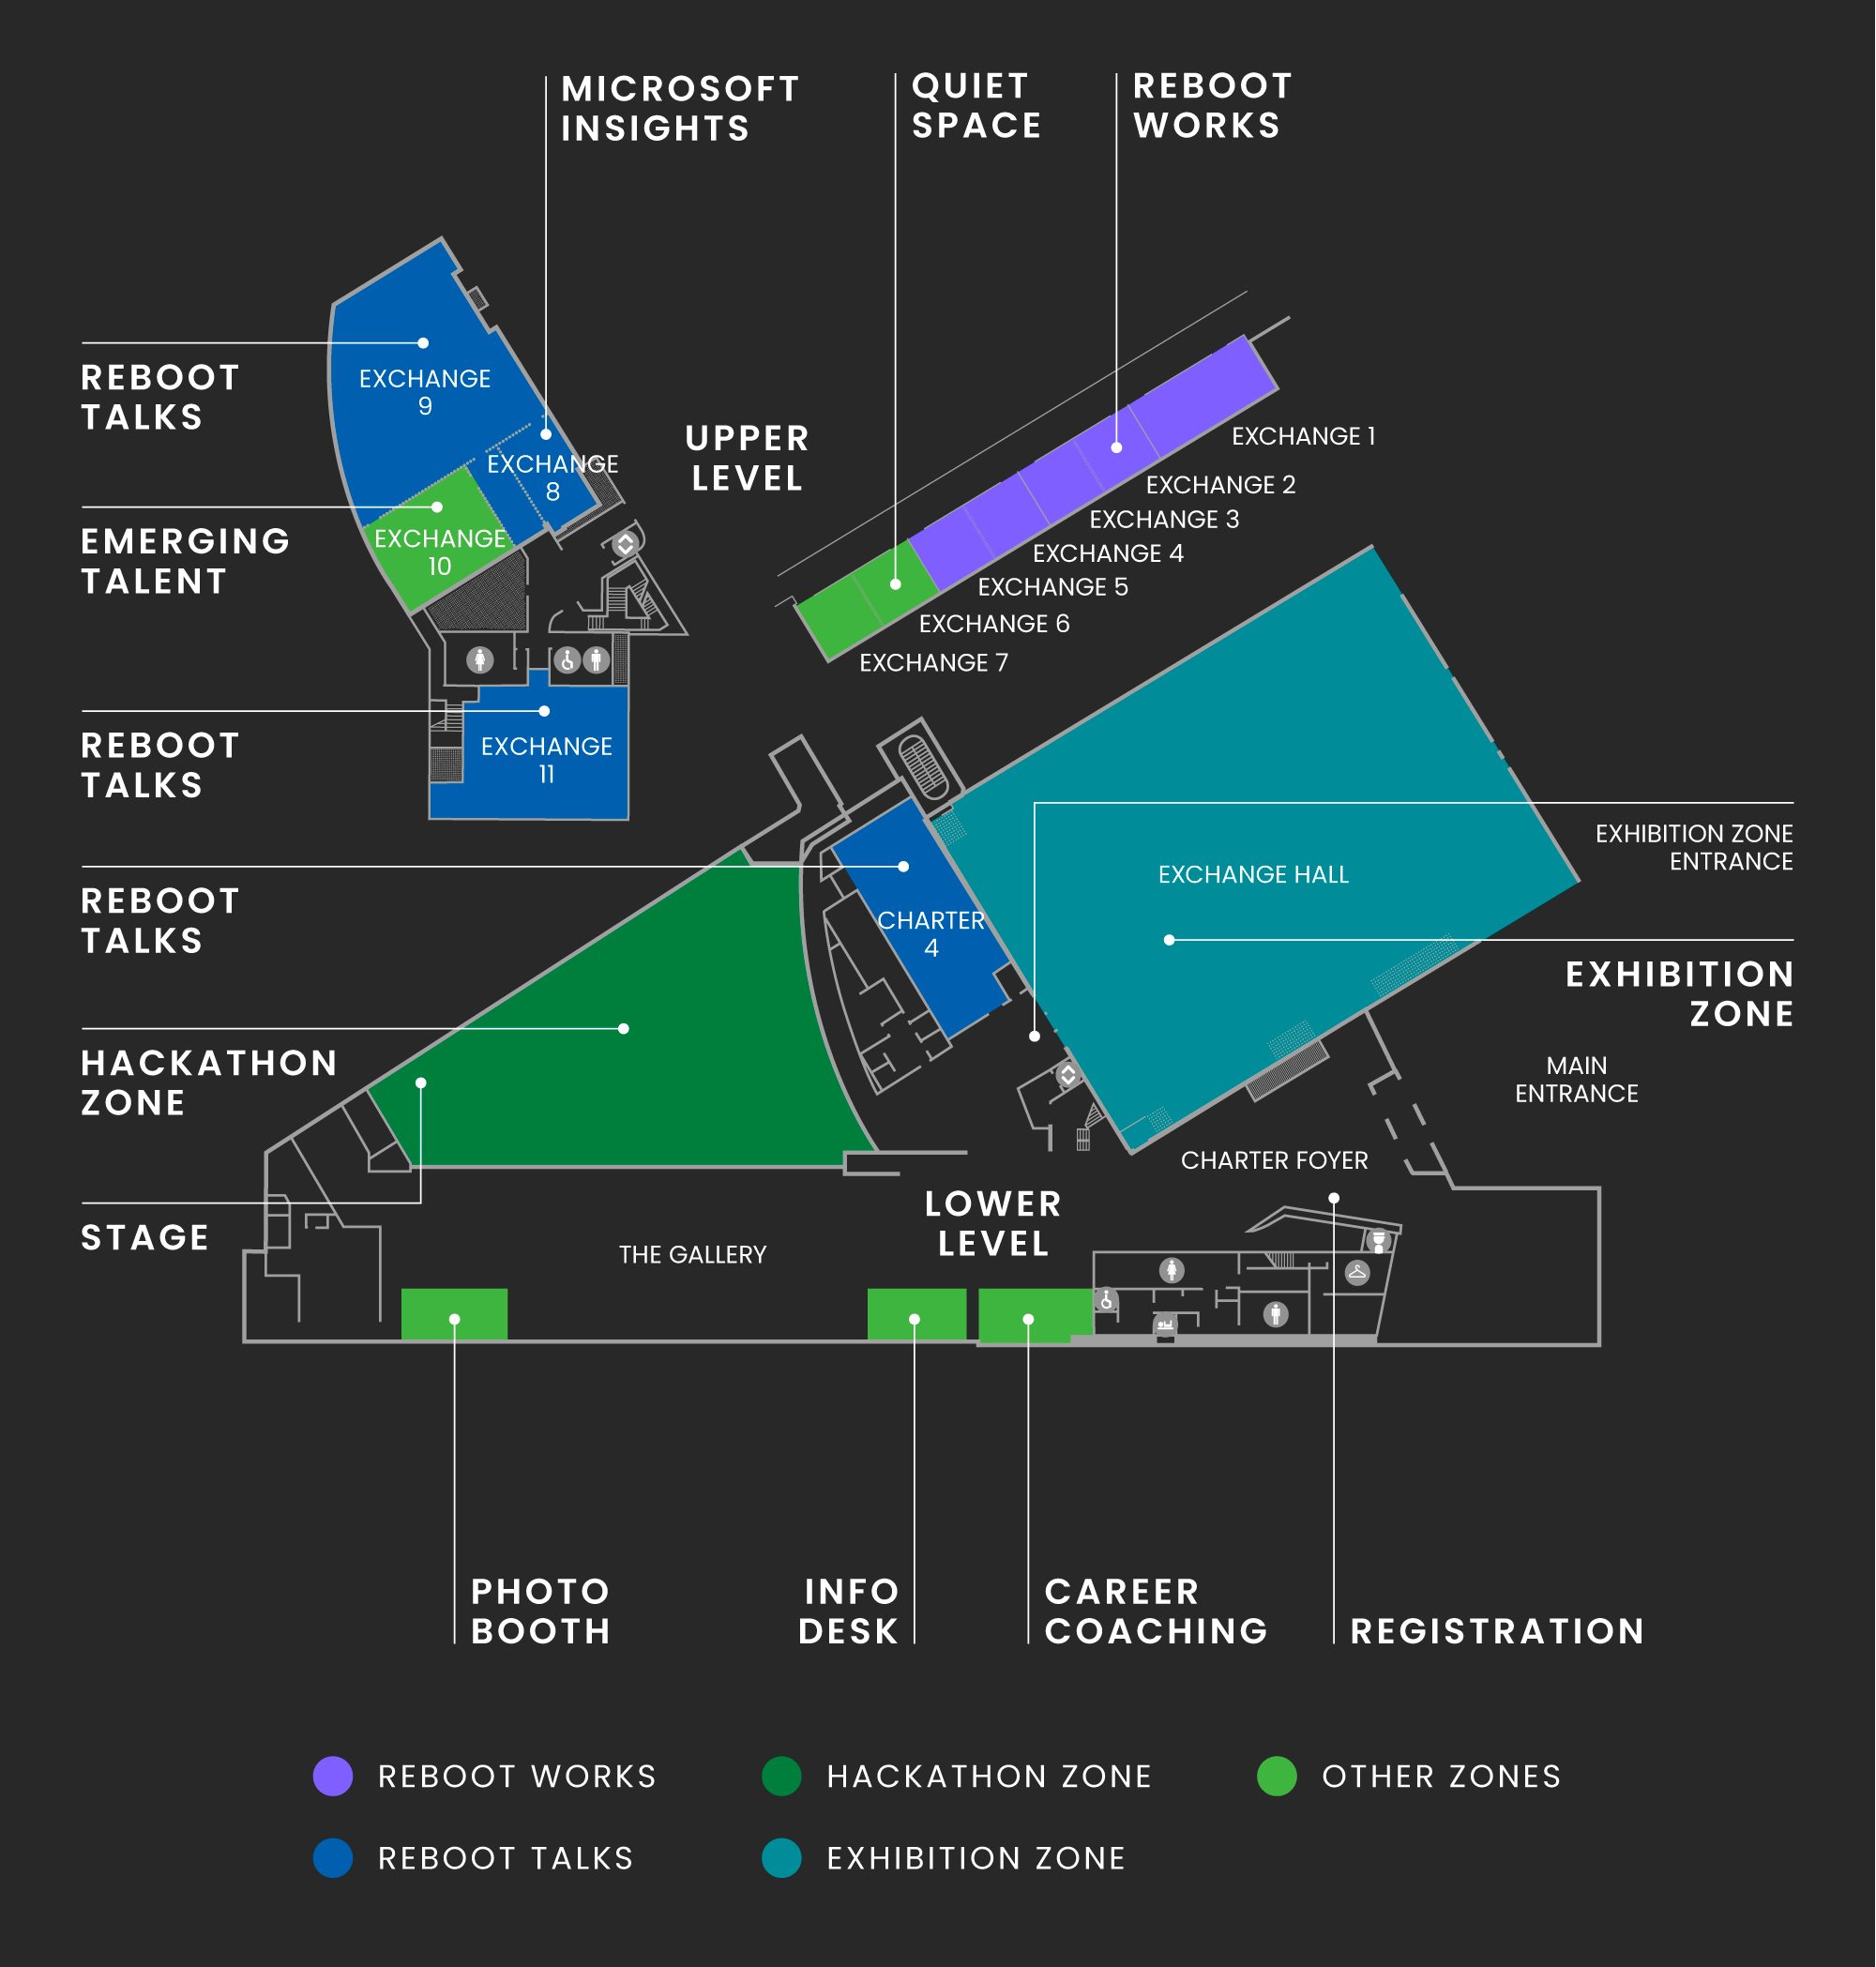 MICROSOFT
INSIGHTS
QUIET
SPACE
REBOOT
WORKS
REBOOT
TALKS
EXCHANGE
9
EXCHANGE
8
UPPER
LEVEL
EXCHANGE 1
EXCHANGE 2
EXCHANGE 3
EXCHANGE 4
EXCHANGE 5
EXCHANGE 6
EXCHANGE 7
EMERGING
TALENT
EXCHANGE
10
REBOOT
TALKS
EXCHANGE
11
EXHIBITION ZONE
ENTRANCE
EXCHANGE HALL
REBOOT
TALKS
CHARTER
4
EXHIBITION
ZONE
HACKATHON
ZONE
MAIN
ENTRANCE
CHARTER FOYER
STAGE
LOWER
LEVEL
THE GALLERY
PHOTO
BOOTH
INFO
DESK
CAREER
COACHING
REGISTRATION
REBOOT WORKS
HACKATHON ZONE
OTHER ZONES
REBOOT TALKS
EXHIBITION ZONE